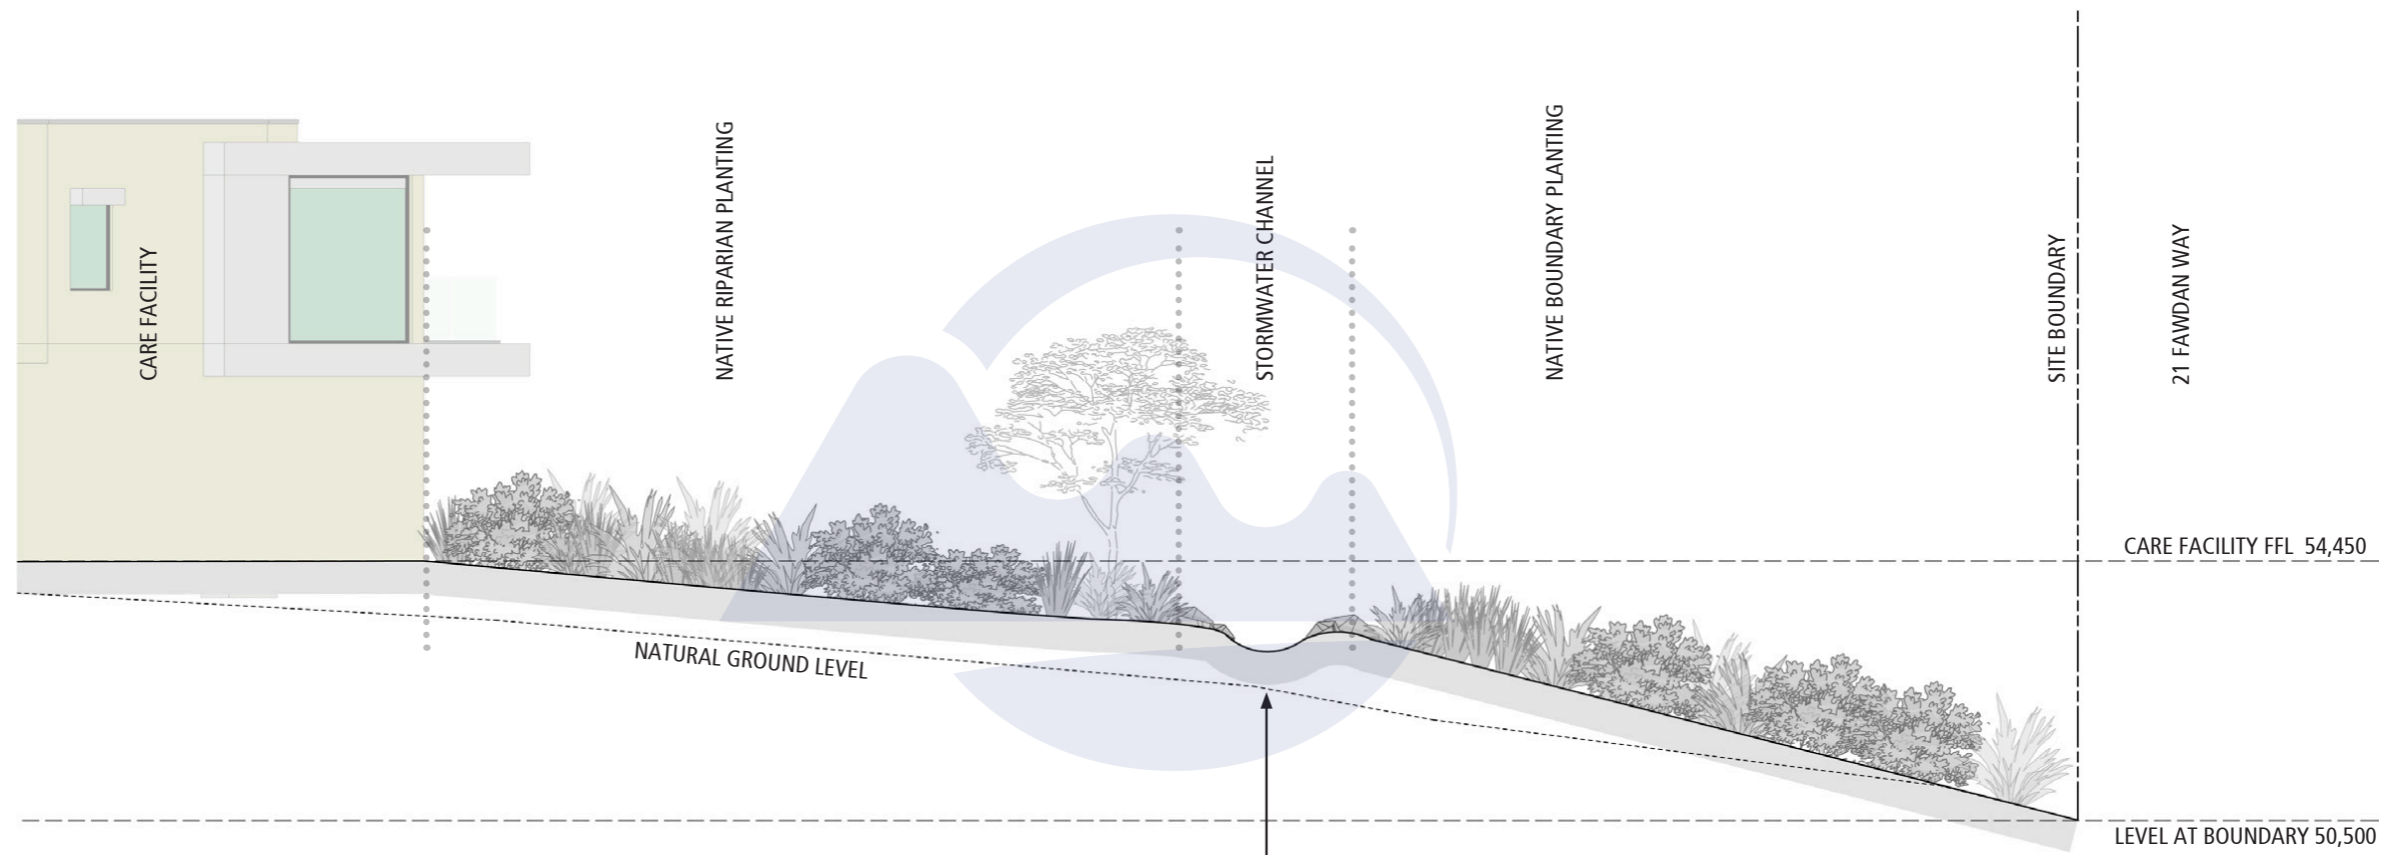 CARE FACILITY
NATIVE RIPARIAN PLANTING
STORMWATER CHANNEL
NATIVE BOUNDARY PLANTING
SITE BOUNDARY
21 FAWDAN WAY
CARE FACILITY FFL 54,450
NATURAL GROUND LEVEL
LEVEL AT BOUNDARY 50,500